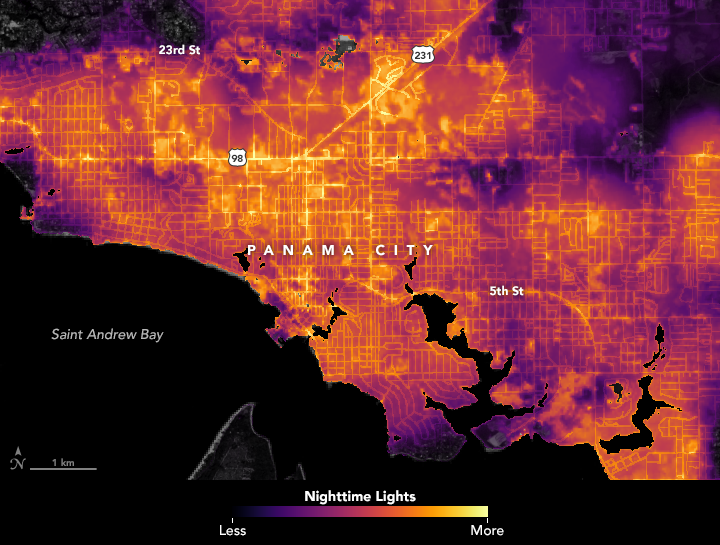 23rd St
231
98
PANAMA CITY
5th St
Saint Andrew Bay
N
1 km
Nighttime Lights
Less
More